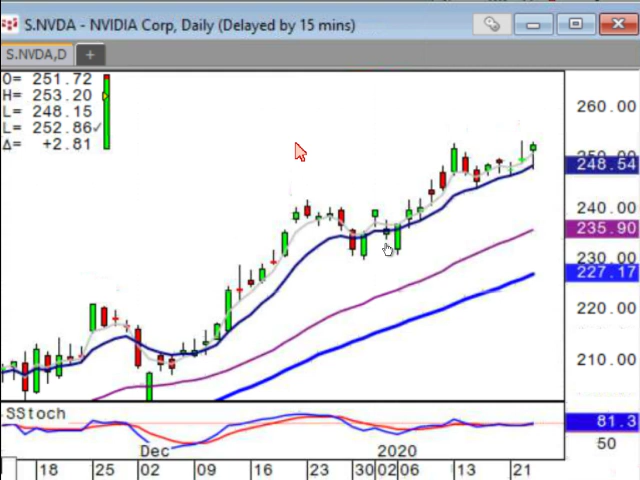 S.NVDA - NVIDIA Corp, Daily (Delayed by 15 mins)
S.NVDA,D +
O= 251.72
H= 253.20
L= 248.15
L= 252.86✓
Δ= +2.81
260.00
248.54
240.00
235.90
230.00
227.17
220.00
210.00
SStoch
81.3
50
Dec 2020
18 25 02 09 16 23 30 02 06 13 21